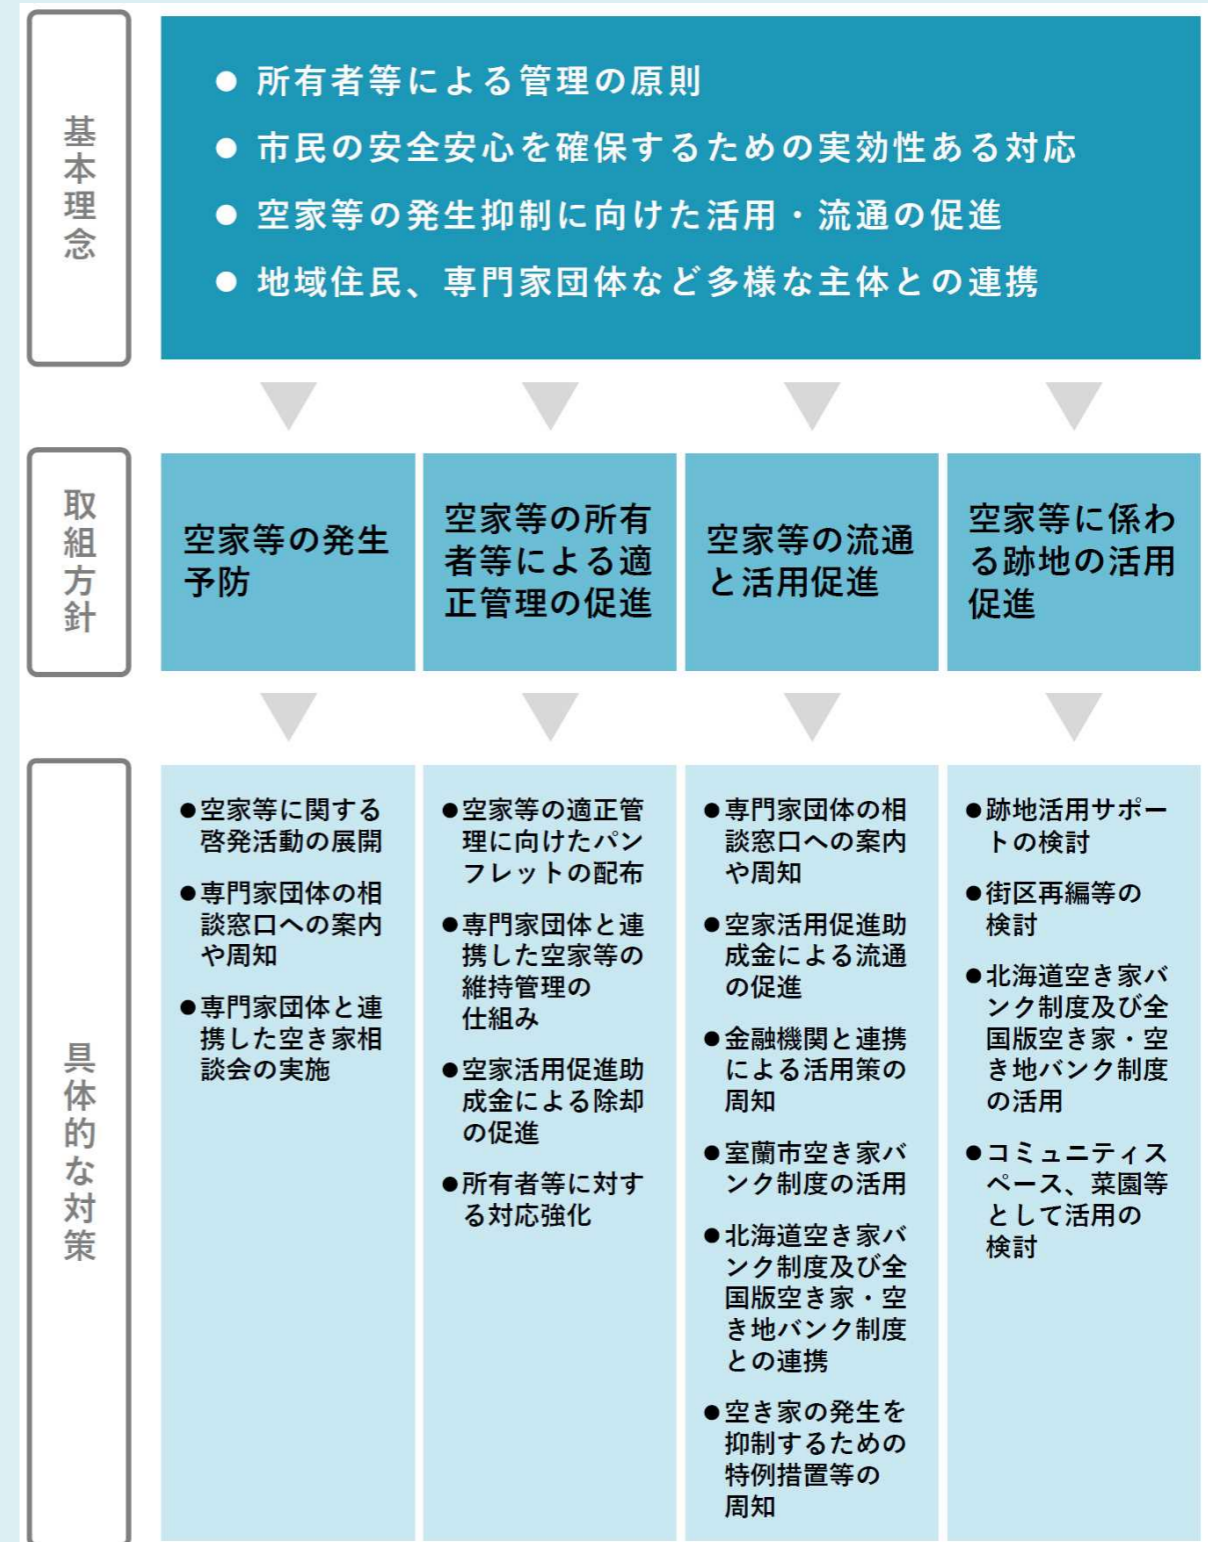 基本理念
● 所有者等による管理の原則
● 市民の安全安心を確保するための実効性ある対応
● 空家等の発生抑制に向けた活用・流通の促進
● 地域住民、専門家団体など多様な主体との連携
取組方針
空家等の発生
予防
空家等の所有
者等による適
正管理の促進
空家等の流通
と活用促進
空家等に係わ
る跡地の活用
促進
具体的な対策
●空家等に関する
啓発活動の展開
●専門家団体の相
談窓口への案内
や周知
●専門家団体と連
携した空き家相
談会の実施
●空家等の適正管
理に向けたパン
フレットの配布
●専門家団体と連
携した空家等の
維持管理の
仕組み
●空家活用促進助
成金による除却
の促進
●所有者等に対す
る対応強化
●専門家団体の相
談窓口への案内
や周知
●空家活用促進助
成金による流通
の促進
●金融機関と連携
による活用策の
周知
●室蘭市空き家バ
ンク制度の活用
●北海道空き家バ
ンク制度及び全
国版空き家・空
き地バンク制度
との連携
●空き家の発生を
抑制するための
特例措置等の
周知
●跡地活用サポー
トの検討
●街区再編等の
検討
●北海道空き家バ
ンク制度及び全
国版空き家・空
き地バンク制度
の活用
●コミュニティス
ペース、菜園等
として活用の
検討